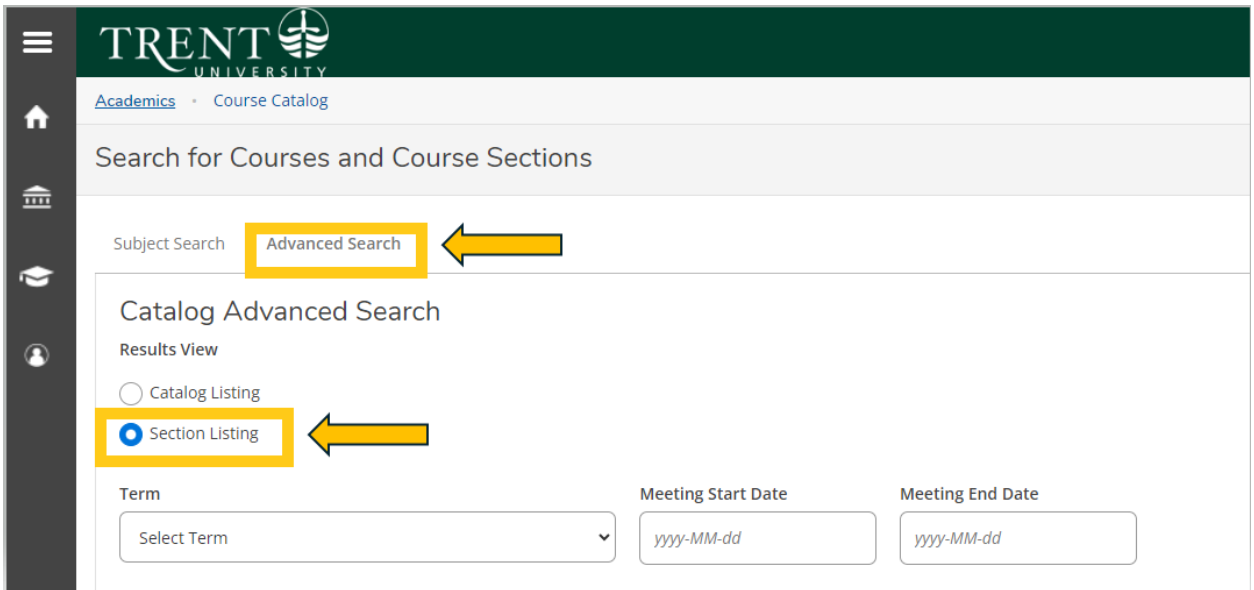 TRENT
UNIVERSITY
Academics • Course Catalog
Search for Courses and Course Sections
Subject Search Advanced Search
Catalog Advanced Search
Results View
Catalog Listing
Section Listing
Term Meeting Start Date Meeting End Date
Select Term yyyy-MM-dd yyyy-MM-dd